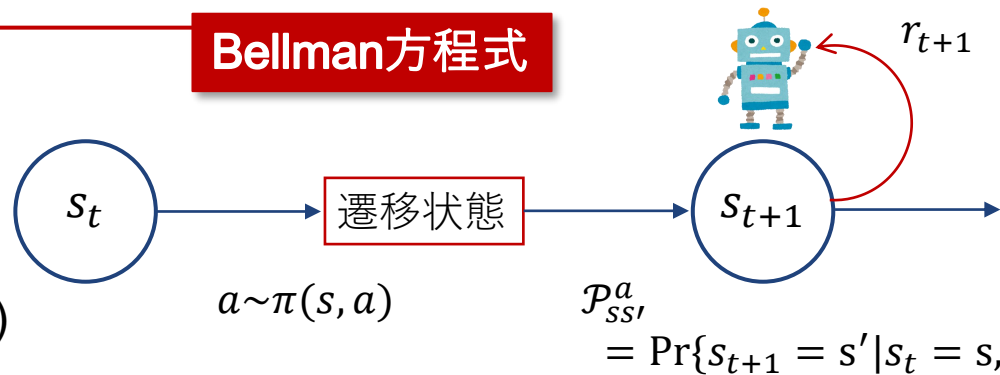 Bellman方程式
r_{t+1}
s_t
遷移状態
s_{t+1}
a~π(s, a)
𝒫^a_{ss′}
)
= Pr{s_{t+1} = s′|s_t = s,